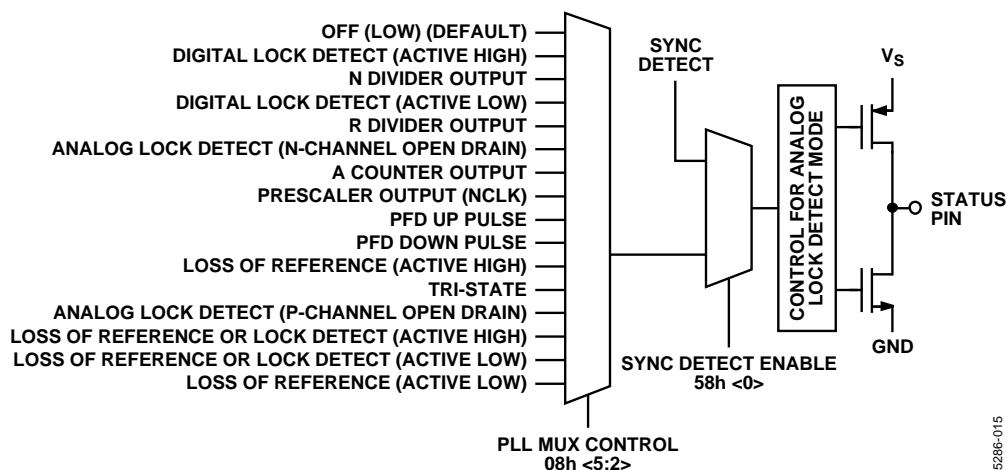 OFF (LOW) (DEFAULT)
DIGITAL LOCK DETECT (ACTIVE HIGH)
N DIVIDER OUTPUT
DIGITAL LOCK DETECT (ACTIVE LOW)
R DIVIDER OUTPUT
ANALOG LOCK DETECT (N-CHANNEL OPEN DRAIN)
A COUNTER OUTPUT
PRESCALER OUTPUT (NCLK)
PFD UP PULSE
PFD DOWN PULSE
LOSS OF REFERENCE (ACTIVE HIGH)
TRI-STATE
ANALOG LOCK DETECT (P-CHANNEL OPEN DRAIN)
LOSS OF REFERENCE OR LOCK DETECT (ACTIVE HIGH)
LOSS OF REFERENCE OR LOCK DETECT (ACTIVE LOW)
LOSS OF REFERENCE (ACTIVE LOW)
PLL MUX CONTROL
08h <5:2>
SYNC
DETECT
SYNC DETECT ENABLE
58h <0>
CONTROL FOR ANALOG
LOCK DETECT MODE
VS
STATUS
PIN
GND
5286-015